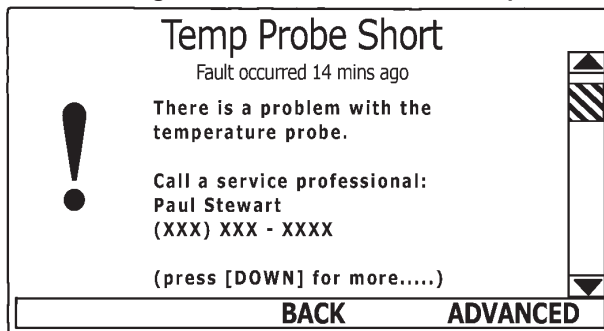 Temp Probe Short
Fault occurred 14 mins ago
There is a problem with the
temperature probe.
Call a service professional:
Paul Stewart
(XXX) XXX - XXXX
(press [DOWN] for more.....)
BACK ADVANCED